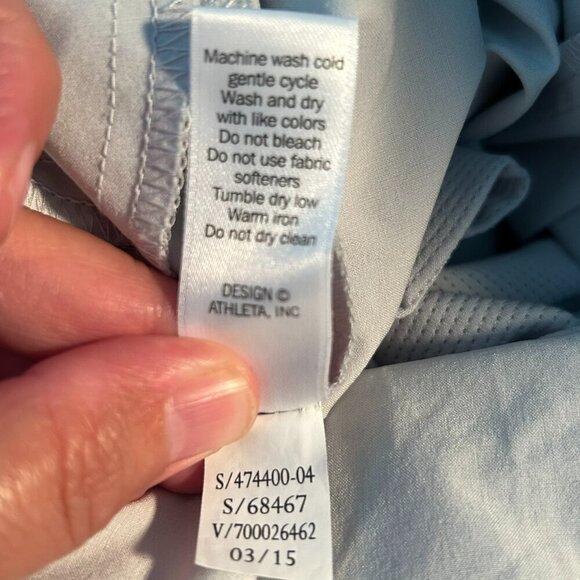 Machine wash cold
gentle cycle
Wash and dry
with like colors
Do not bleach
Do not use fabric
softeners
Tumble dry low
Warm iron
Do not dry clean
DESIGN ©
ATHLETA, INC
S/474400-04
S/68467
V/700026462
03/15